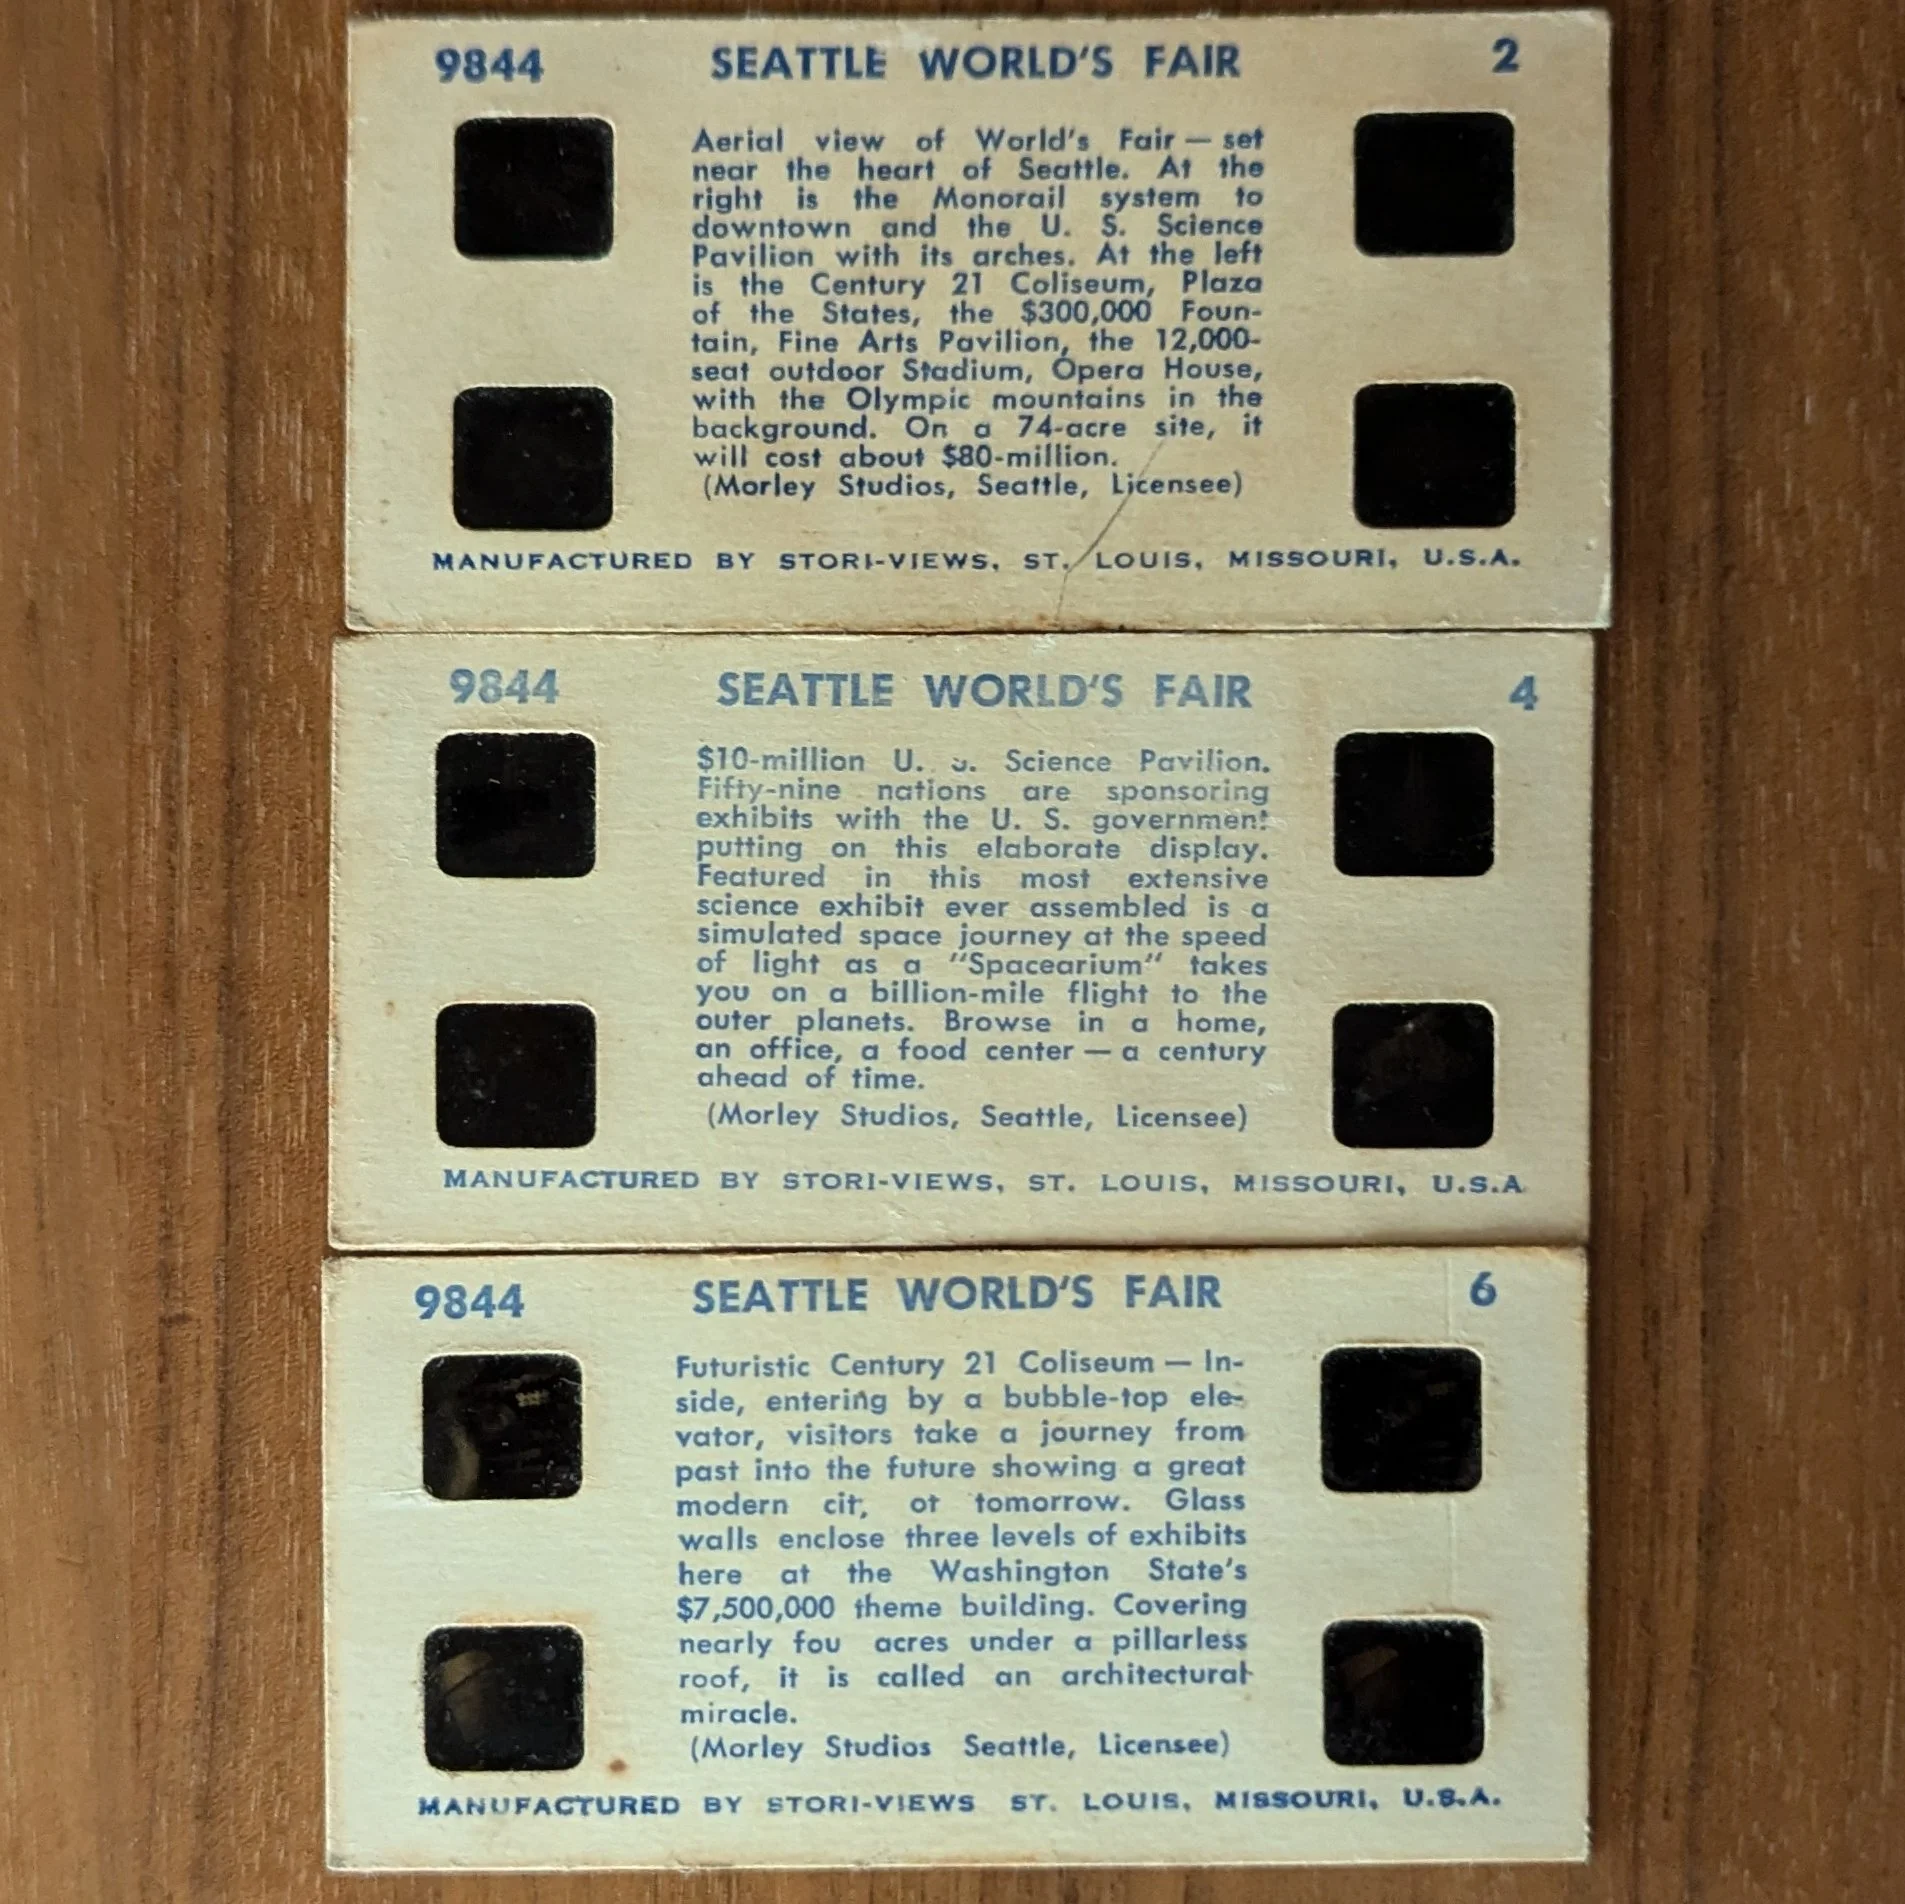 9844 SEATTLE WORLD'S FAIR 2
Aerial view of World's Fair — set
near the heart of Seattle. At the
right is the Monorail system to
downtown and the U. S. Science
Pavilion with its arches. At the left
is the Century 21 Coliseum, Plaza
of the States, the $300,000 Foun-
tain, Fine Arts Pavilion, the 12,000-
seat outdoor Stadium, Opera House,
with the Olympic mountains in the
background. On a 74-acre site, it
will cost about $80-million.
(Morley Studios, Seattle, Licensee)
MANUFACTURED BY STORI-VIEWS, ST. LOUIS, MISSOURI, U.S.A.
9844 SEATTLE WORLD'S FAIR 4
$10-million U. S. Science Pavilion.
Fifty-nine nations are sponsoring
exhibits with the U. S. government
putting on this elaborate display.
Featured in this most extensive
science exhibit ever assembled is a
simulated space journey at the speed
of light as a "Spacearium" takes
you on a billion-mile flight to the
outer planets. Browse in a home,
an office, a food center — a century
ahead of time.
(Morley Studios, Seattle, Licensee)
MANUFACTURED BY STORI-VIEWS, ST. LOUIS, MISSOURI, U.S.A
9844 SEATTLE WORLD'S FAIR 6
Futuristic Century 21 Coliseum — In-
side, entering by a bubble-top ele-
vator, visitors take a journey from
past into the future showing a great
modern city of tomorrow. Glass
walls enclose three levels of exhibits
here at the Washington State's
$7,500,000 theme building. Covering
nearly fou acres under a pillarless
roof, it is called an architectural
miracle.
(Morley Studios Seattle, Licensee)
MANUFACTURED BY STORI-VIEWS ST. LOUIS, MISSOURI, U.S.A.